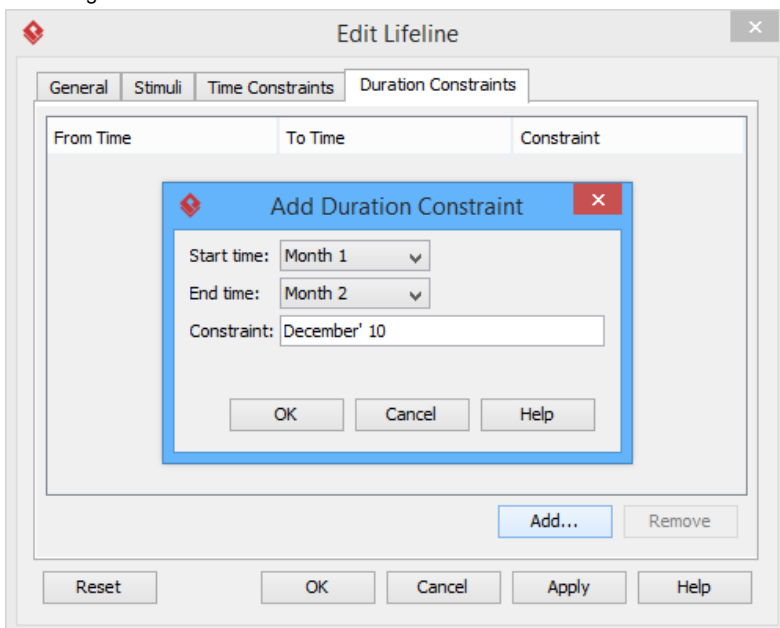 Edit Lifeline
General Stimuli Time Constraints Duration Constraints
From Time To Time Constraint
Add Duration Constraint
Start time: Month 1
End time: Month 2
Constraint: December' 10
OK Cancel Help
Add... Remove
Reset OK Cancel Apply Help